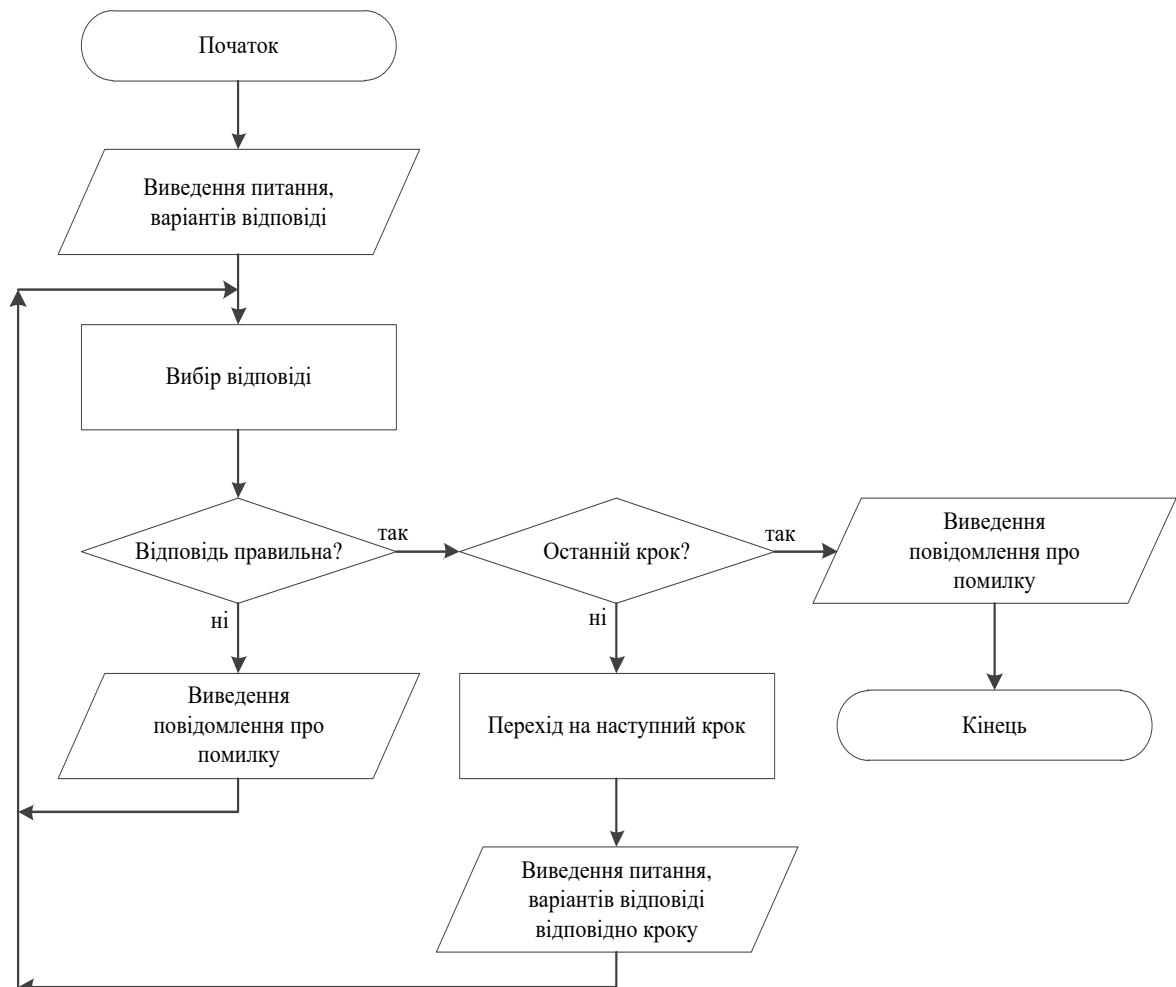 Початок
Виведення питання,
варіантів відповіді
Вибір відповіді
Відповідь правильна?
так
Останній крок?
так
Виведення
повідомлення про
помилку
ні
ні
Виведення
повідомлення про
помилку
Перехід на наступний крок
Кінець
Виведення питання,
варіантів відповіді
відповідно кроку